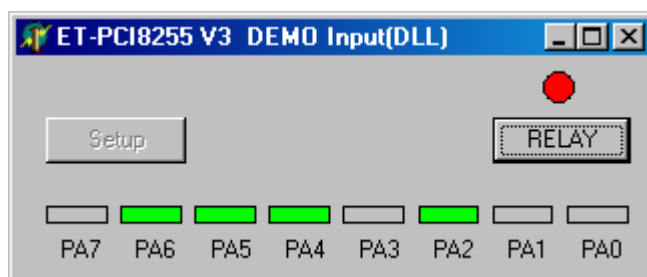 ET-PCI8255 V3  DEMO Input(DLL)
Setup RELAY
PA7 PA6 PA5 PA4 PA3 PA2 PA1 PA0